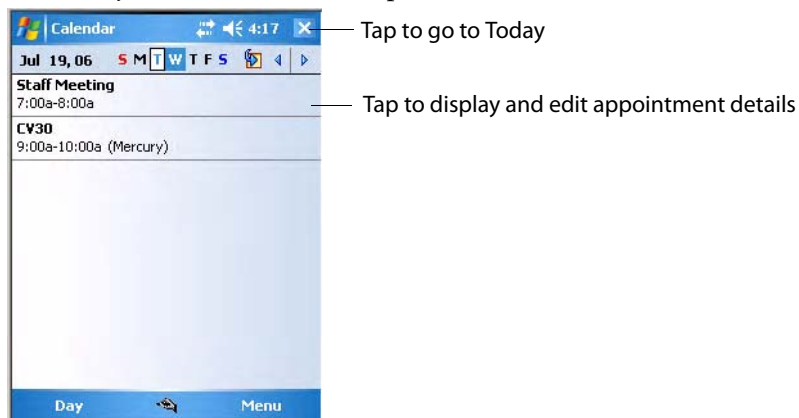 Calendar 4:17
Tap to go to Today
Jul 19, 06 S M T W T F S
Staff Meeting
7:00a-8:00a
Tap to display and edit appointment details
CV30
9:00a-10:00a (Mercury)
Day Menu